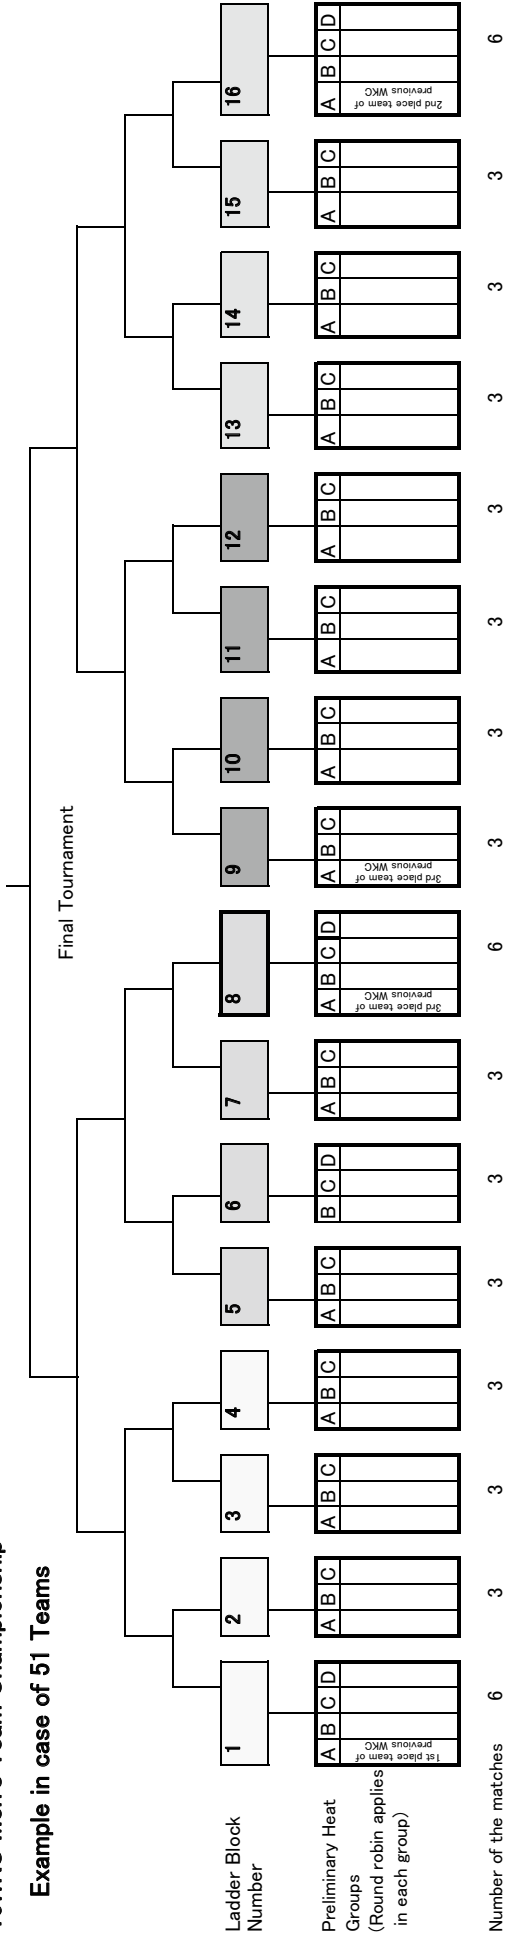 Men's Team Championship
Example in case of 51 Teams
Final Tournament
Ladder Block
Number
1 2 3 4 5 6 7 8 9 10 11 12 13 14 15 16
Preliminary Heat
Groups
(Round robin applies
in each group)
A B C D
1st place team of
previous WKC
A B C
A B C
A B C
A B C
B C D
A B C
A B C D
3rd place team of
previous WKC
A B C
3rd place team of
previous WKC
A B C
A B C
A B C
A B C
A B C
A B C
A B C D
2nd place team of
previous WKC
Number of the matches
6 3 3 3 3 3 3 6 3 3 3 3 3 3 3 6